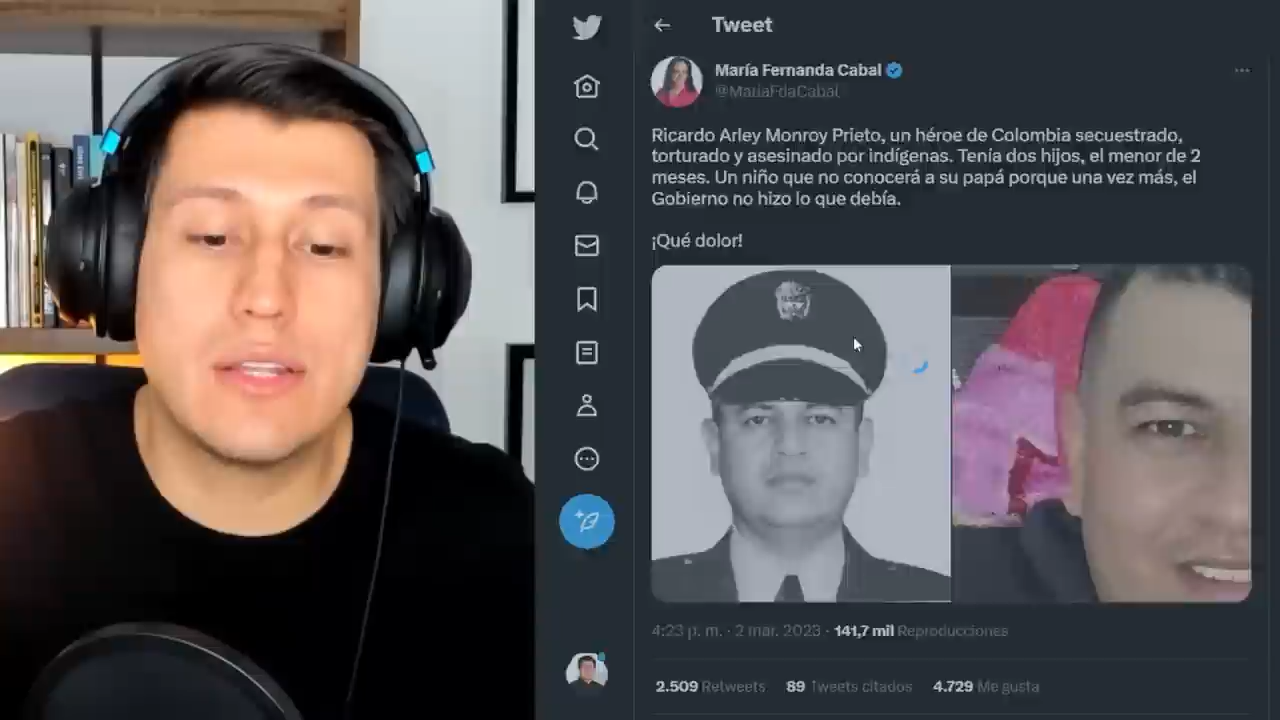 Tweet
María Fernanda Cabal
@MariaFdaCabal
Ricardo Arley Monroy Prieto, un héroe de Colombia secuestrado,
torturado y asesinado por indígenas. Tenía dos hijos, el menor de 2
meses. Un niño que no conocerá a su papá porque una vez más, el
Gobierno no hizo lo que debía.
¡Qué dolor!
4:23 p. m. · 2 mar. 2023 · 141,7 mil Reproducciones
2.509 Retweets 89 Tweets citados 4.729 Me gusta